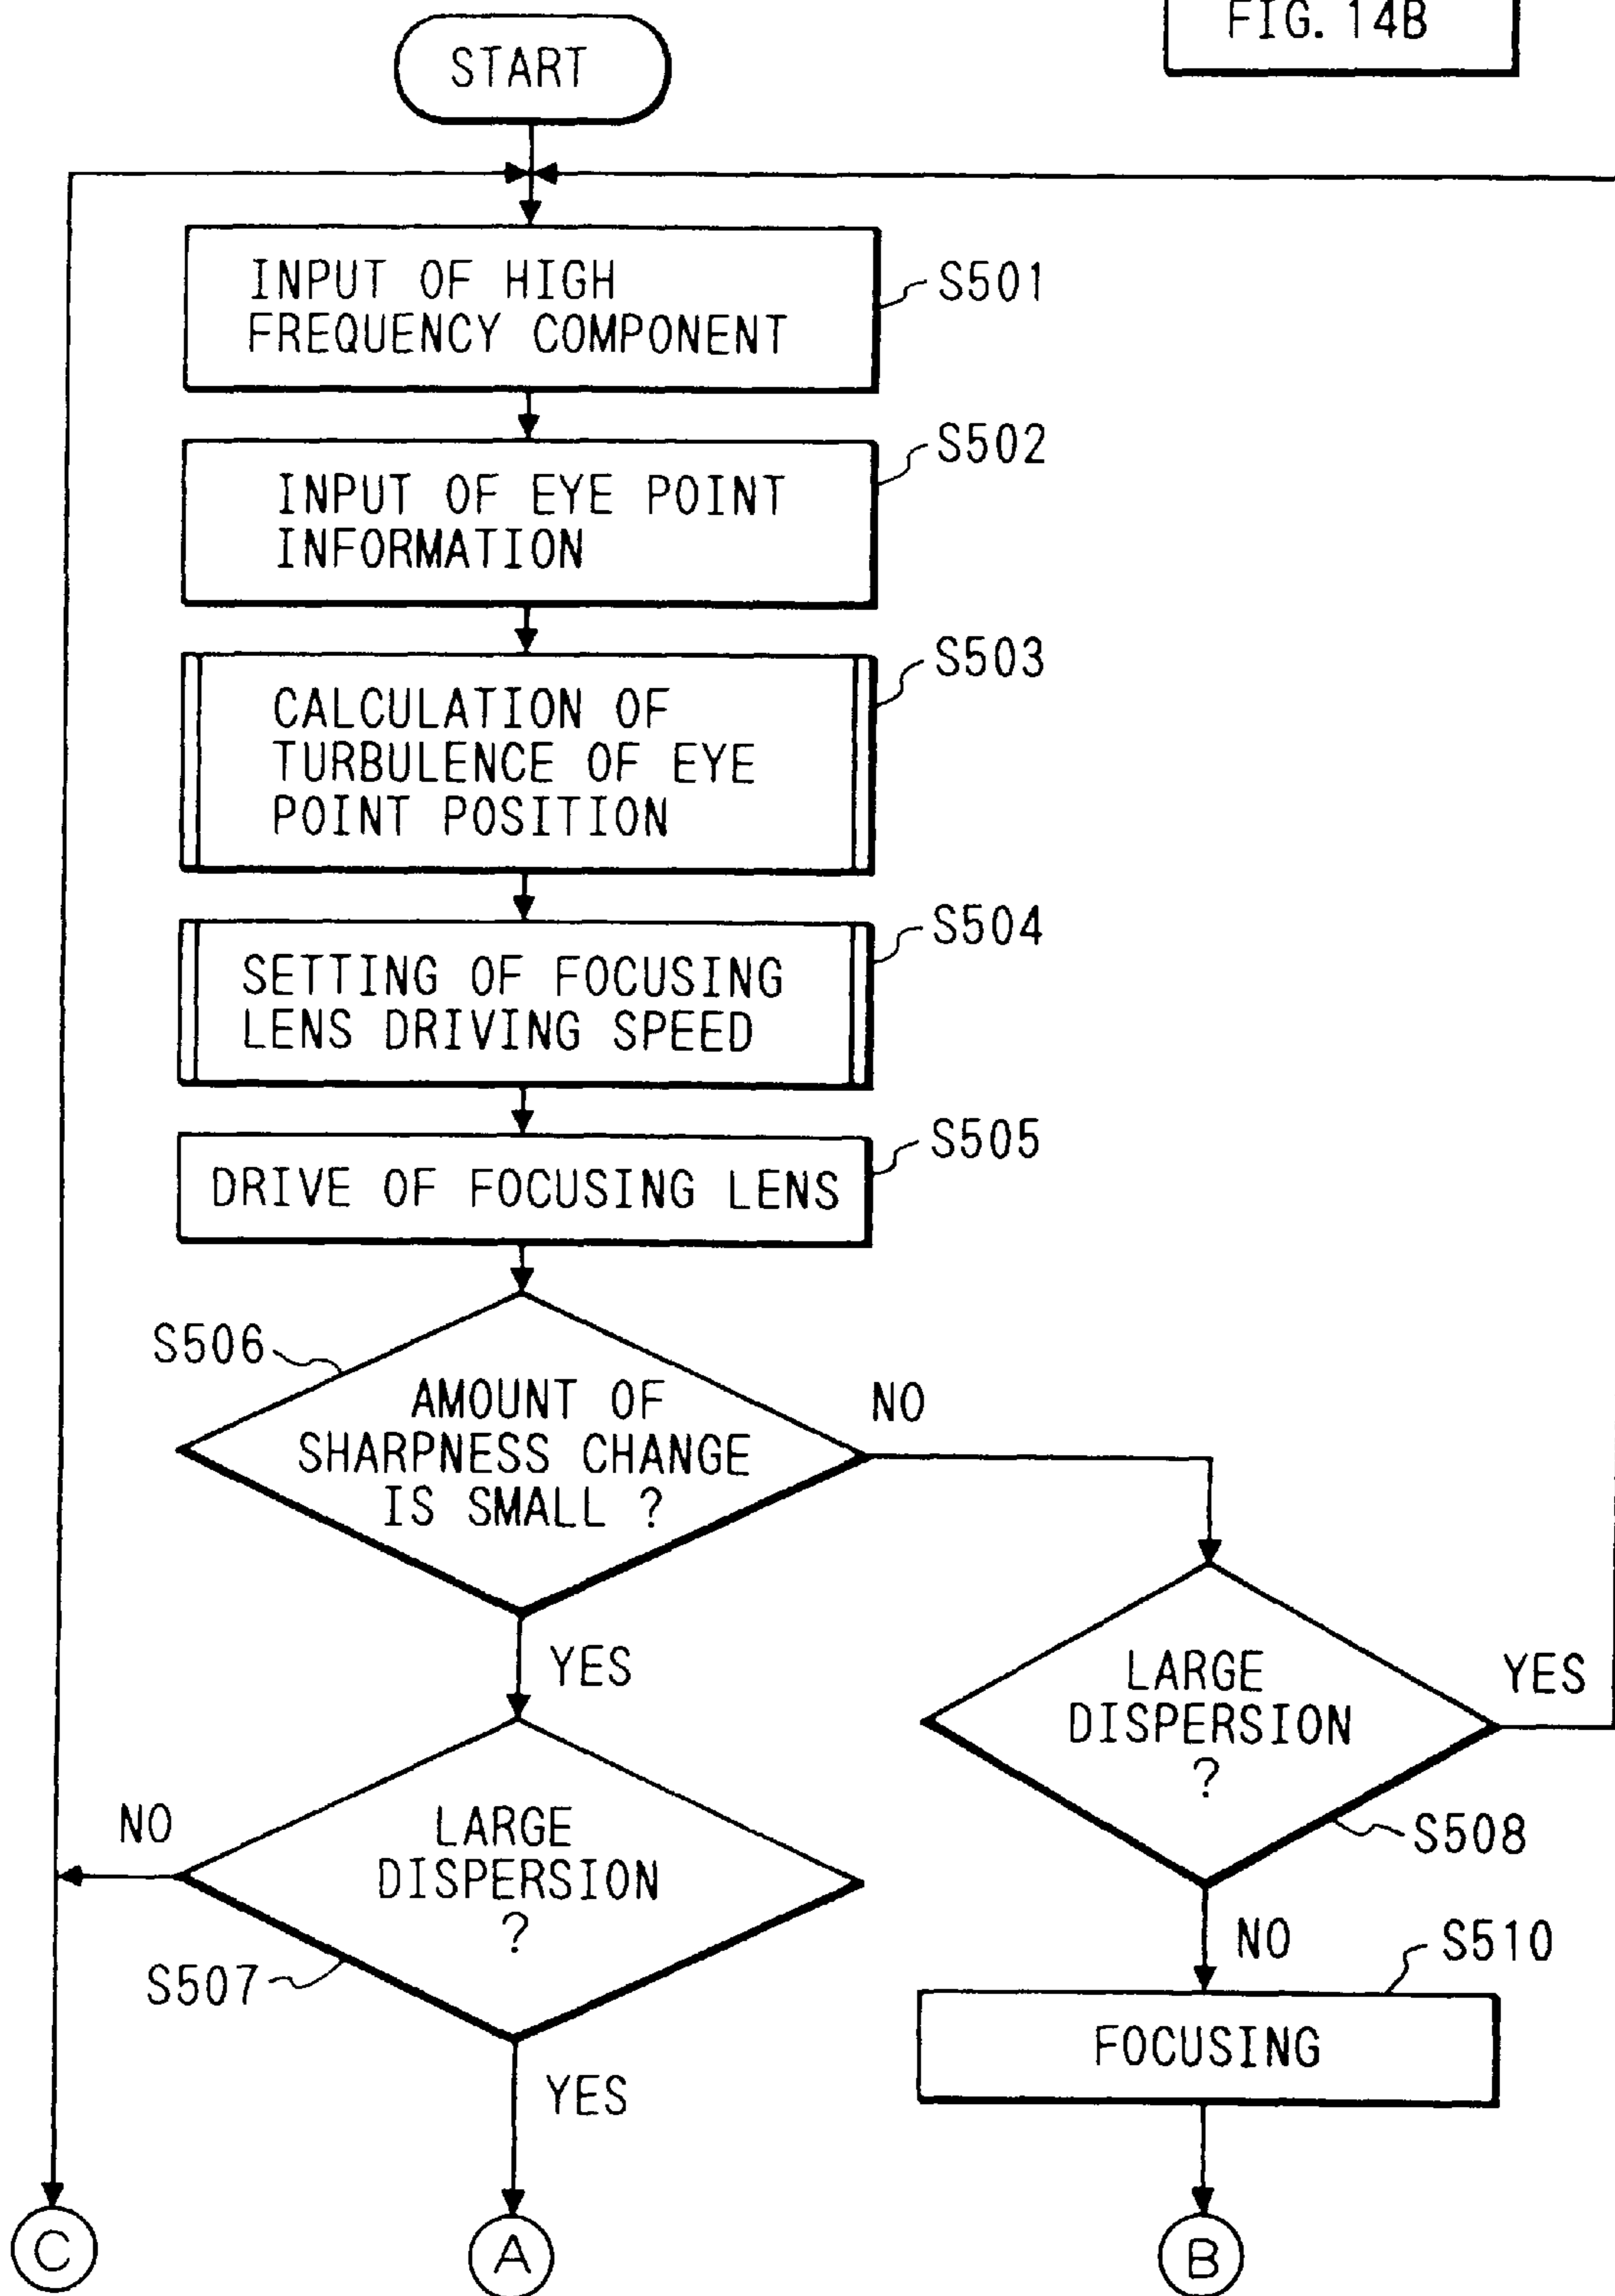 FIG. 14B
START
INPUT OF HIGH
FREQUENCY COMPONENT
S501
INPUT OF EYE POINT
INFORMATION
S502
CALCULATION OF
TURBULENCE OF EYE
POINT POSITION
S503
SETTING OF FOCUSING
LENS DRIVING SPEED
S504
DRIVE OF FOCUSING LENS
S505
S506
AMOUNT OF
SHARPNESS CHANGE
IS SMALL ?
NO
YES
LARGE
DISPERSION
?
YES
S508
NO
LARGE
DISPERSION
?
NO
S507
YES
S510
FOCUSING
C
A
B